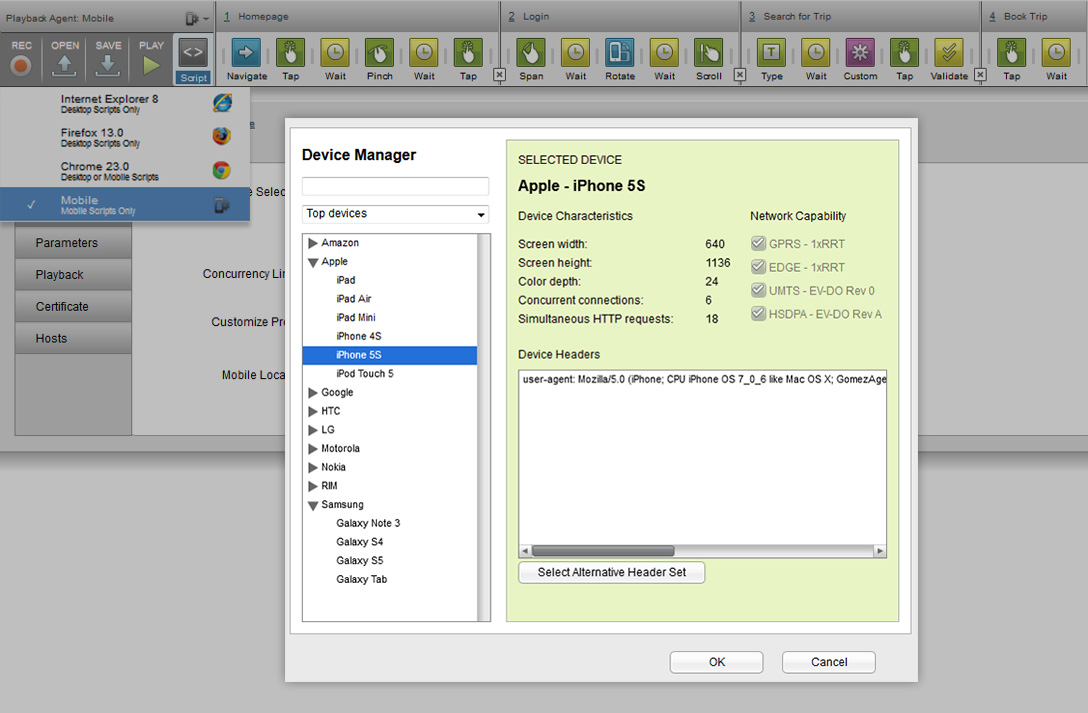 Playback Agent: Mobile
1 Homepage
2 Login
3 Search for Trip
4 Book Trip
REC OPEN SAVE PLAY <> Script
Navigate Tap Wait Pinch Wait Tap
Span Wait Rotate Wait Scroll
T Type Wait Custom Tap Validate
Tap Wait
Internet Explorer 8
Desktop Scripts Only
Firefox 13.0
Desktop Scripts Only
Chrome 23.0
Desktop or Mobile Scripts
Mobile
Mobile Scripts Only
Parameters
Playback
Certificate
Hosts
Selec
Concurrency Li
Customize Pr
Mobile Loca
Device Manager
Top devices
Amazon
Apple
iPad
iPad Air
iPad Mini
iPhone 4S
iPhone 5S
iPod Touch 5
Google
HTC
LG
Motorola
Nokia
RIM
Samsung
Galaxy Note 3
Galaxy S4
Galaxy S5
Galaxy Tab
SELECTED DEVICE
Apple - iPhone 5S
Device Characteristics
Screen width: 640
Screen height: 1136
Color depth: 24
Concurrent connections: 6
Simultaneous HTTP requests: 18
Network Capability
GPRS - 1xRRT
EDGE - 1xRRT
UMTS - EV-DO Rev 0
HSDPA - EV-DO Rev A
Device Headers
user-agent: Mozilla/5.0 (iPhone; CPU iPhone OS 7_0_6 like Mac OS X; GomezAge
Select Alternative Header Set
OK
Cancel